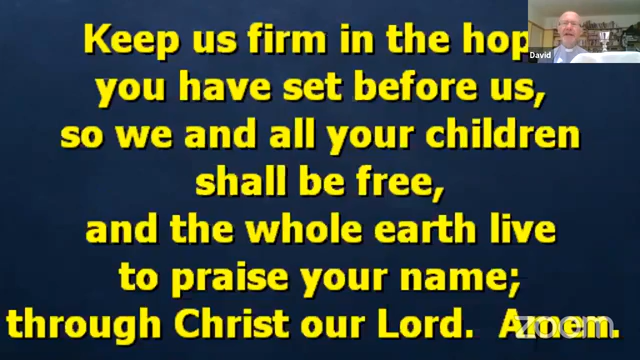 Keep us firm in the hop
you have set before us,
so we and all your children
shall be free,
and the whole earth live
to praise your name;
through Christ our Lord. Amen.
David
zoom